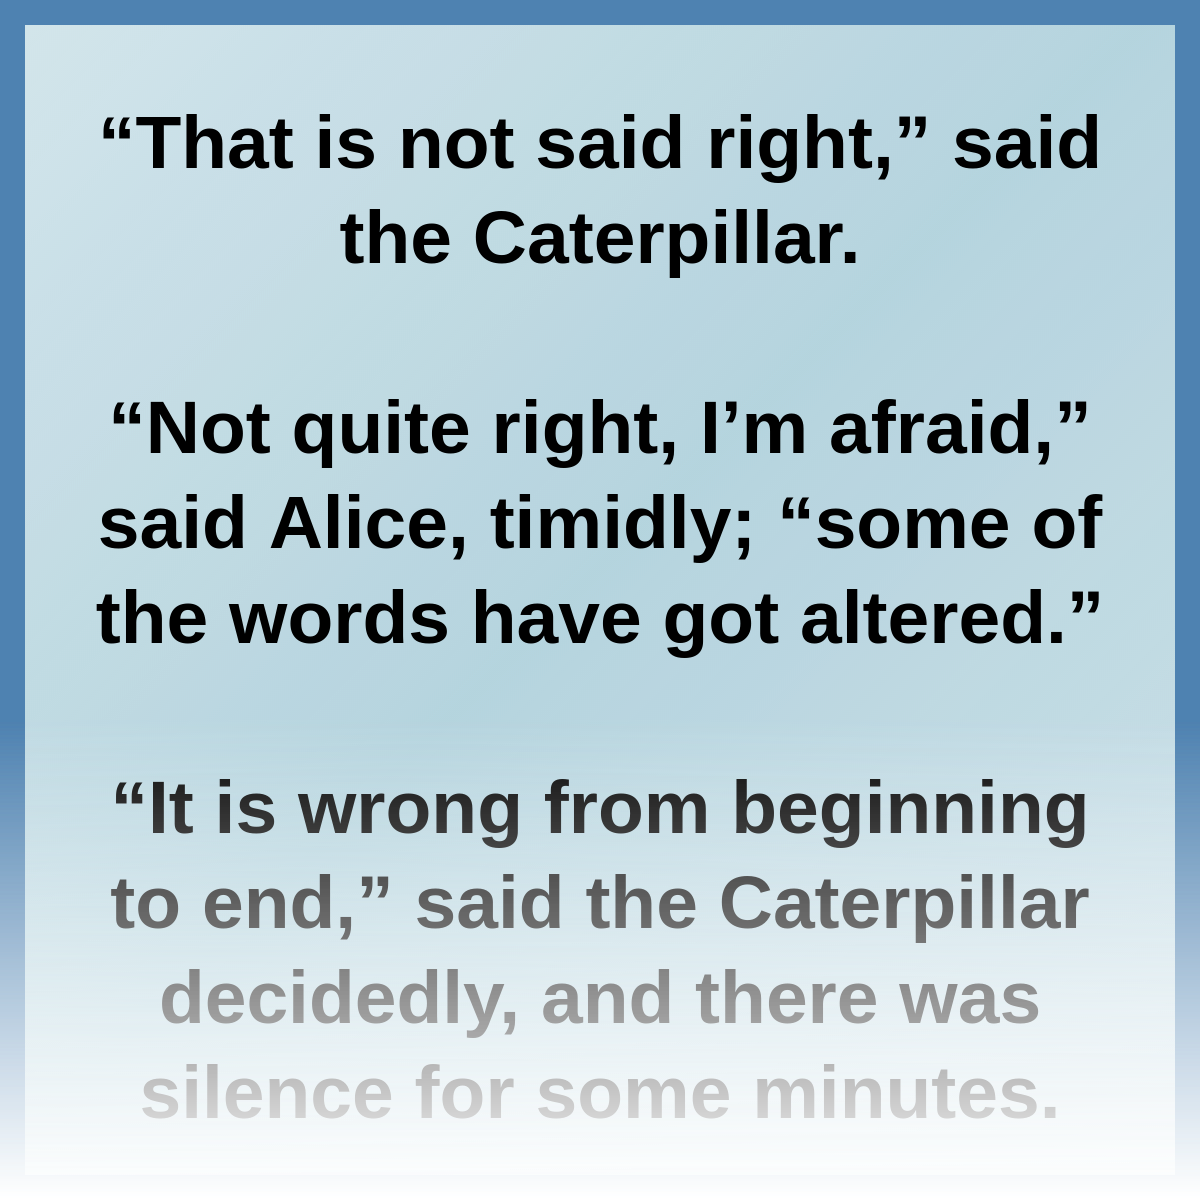 “That is not said right,” said
the Caterpillar.
“Not quite right, I’m afraid,”
said Alice, timidly; “some of
the words have got altered.”
“It is wrong from beginning
to end,” said the Caterpillar
decidedly, and there was
silence for some minutes.